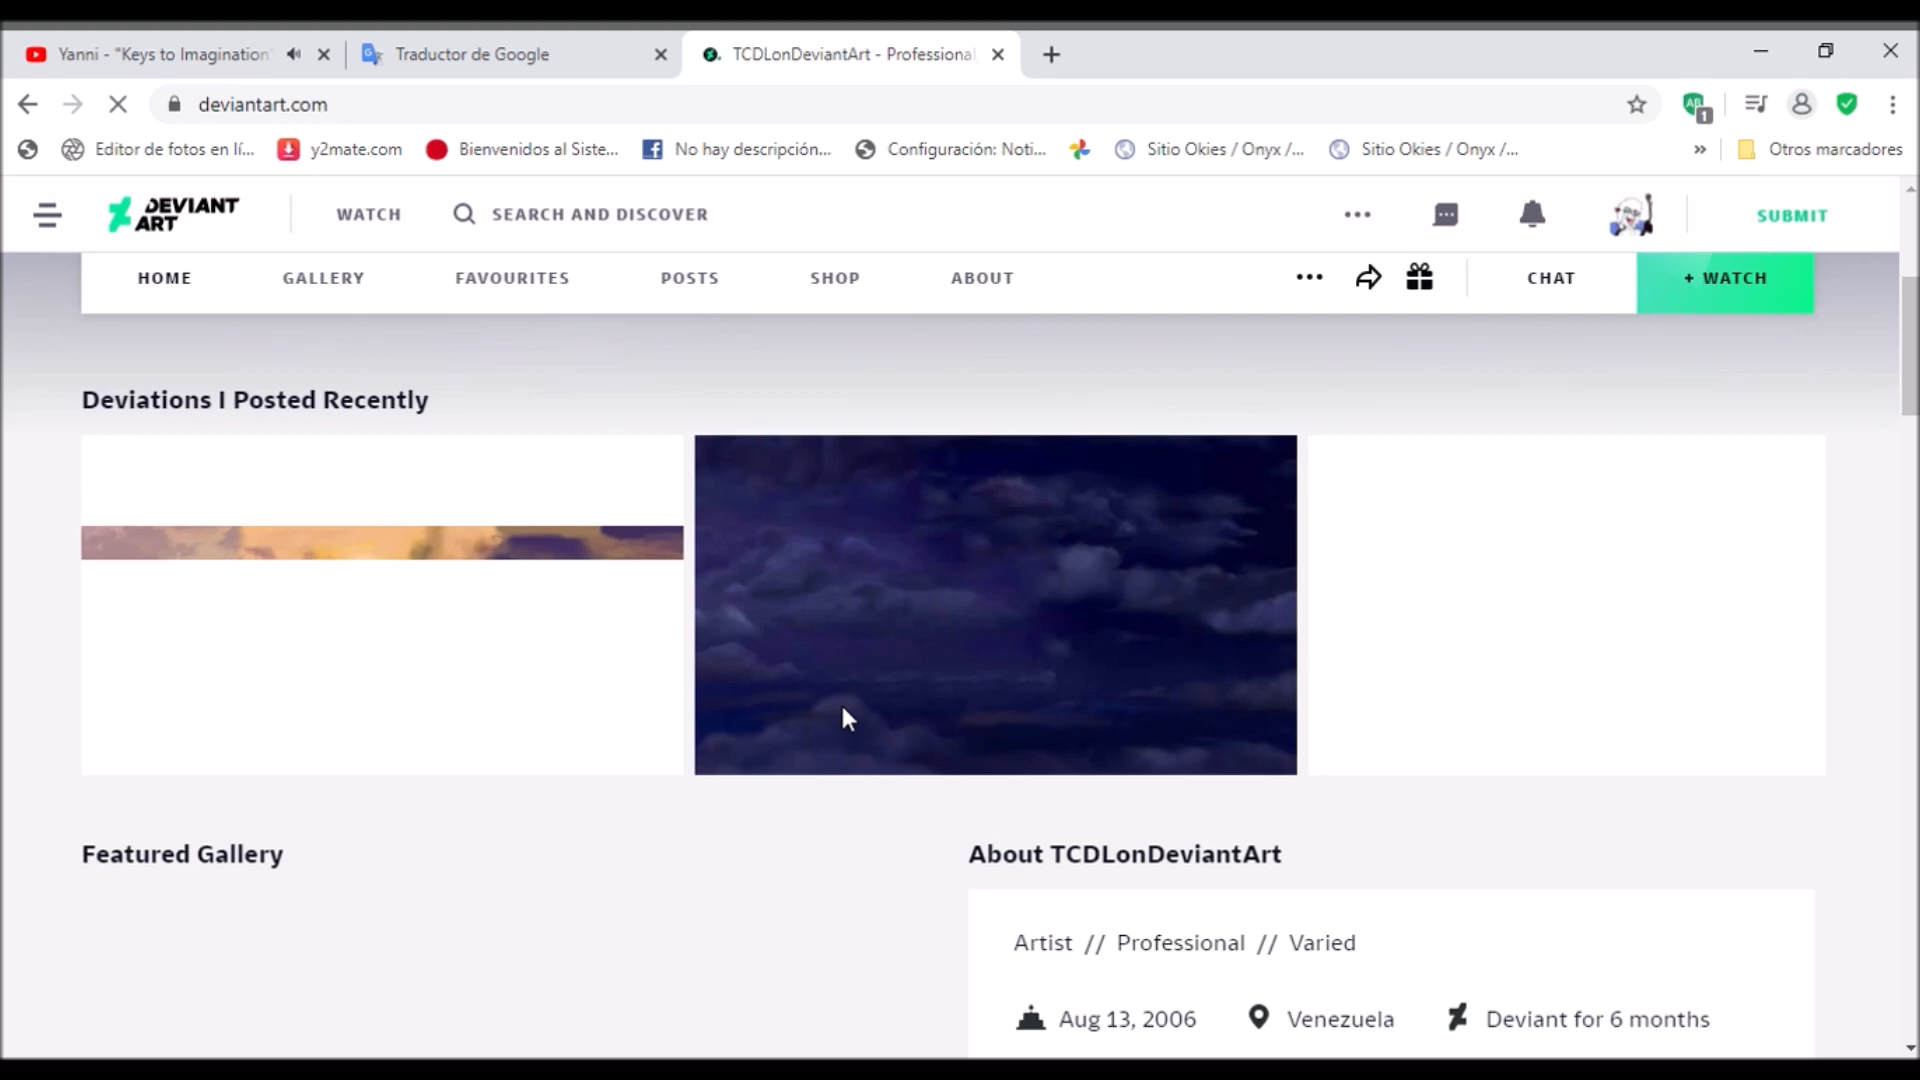 Yanni - "Keys to Imagination"
Traductor de Google
TCDLonDeviantArt - Professional
deviantart.com
AB
1
Editor de fotos en lí...
y2mate.com
Bienvenidos al Siste...
No hay descripción...
Configuración: Noti...
Sitio Okies / Onyx /...
Sitio Okies / Onyx /...
»
Otros marcadores
DEVIANT
ART
WATCH
SEARCH AND DISCOVER
SUBMIT
HOME
GALLERY
FAVOURITES
POSTS
SHOP
ABOUT
CHAT
+ WATCH
Deviations I Posted Recently
Featured Gallery
About TCDLonDeviantArt
Artist // Professional // Varied
Aug 13, 2006
Venezuela
Deviant for 6 months